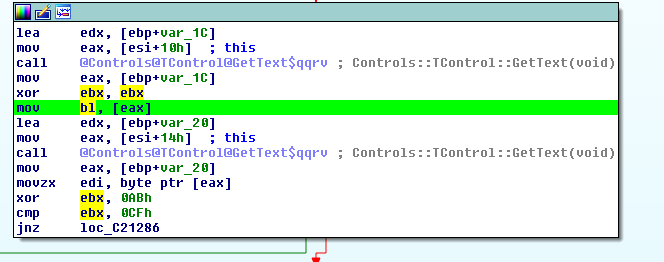 lea     edx, [ebp+var_1C]
mov     eax, [esi+10h]  ; this
call    @Controls@TControl@GetText$qqrv ; Controls::TControl::GetText(void)
mov     eax, [ebp+var_1C]
xor     ebx, ebx
mov     bl, [eax]
lea     edx, [ebp+var_20]
mov     eax, [esi+14h]  ; this
call    @Controls@TControl@GetText$qqrv ; Controls::TControl::GetText(void)
mov     eax, [ebp+var_20]
movzx   edi, byte ptr [eax]
xor     ebx, 0ABh
cmp     ebx, 0CFh
jnz     loc_C21286